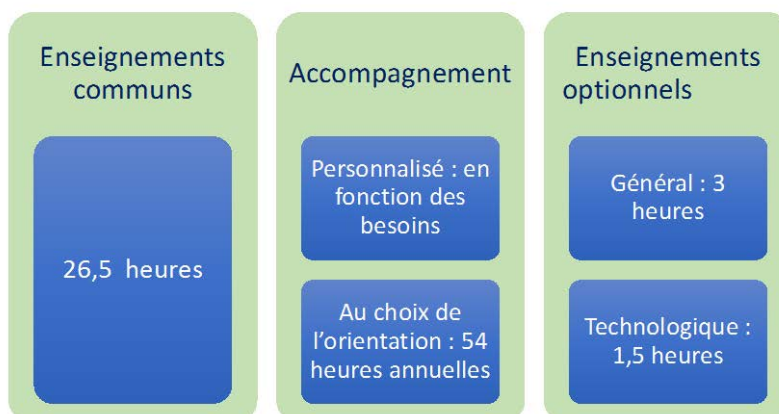 Enseignements
communs
26,5 heures
Accompagnement
Personnalisé : en
fonction des
besoins
Au choix de
l'orientation : 54
heures annuelles
Enseignements
optionnels
Général : 3
heures
Technologique :
1,5 heures